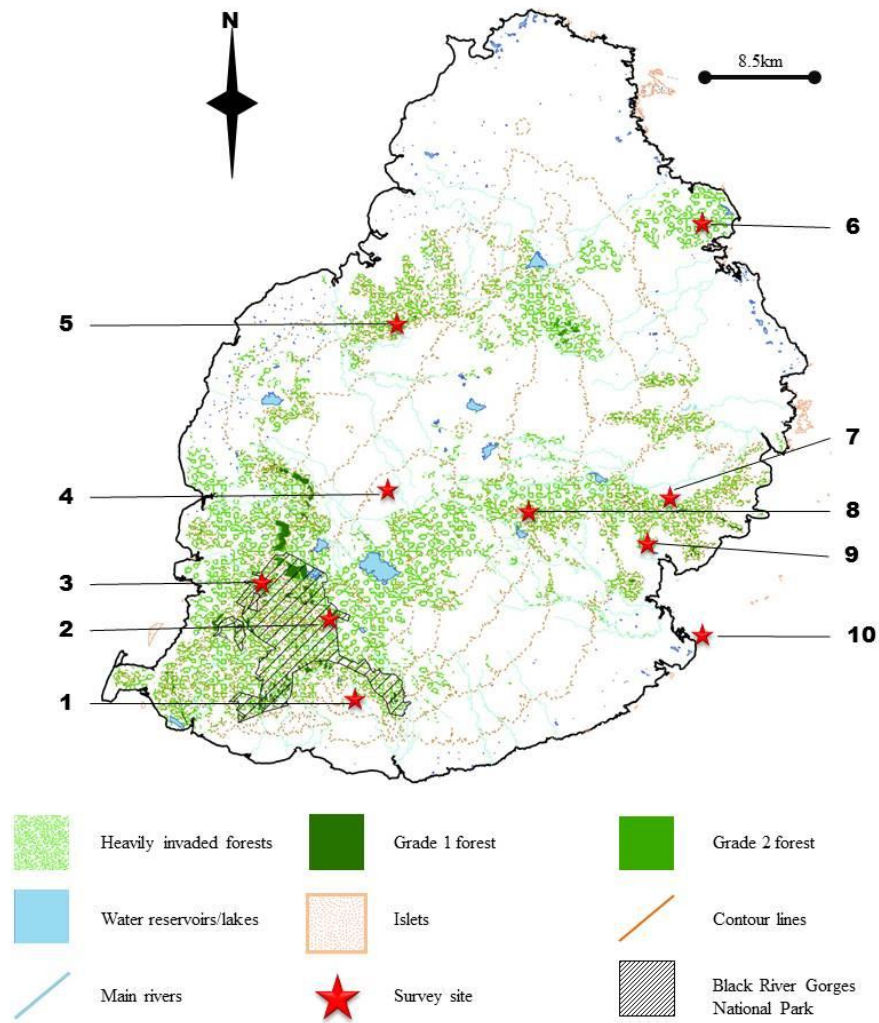 N
8.5km
6
5
7
4
8
9
3
2
10
1
Heavily invaded forests
Grade 1 forest
Grade 2 forest
Water reservoirs/lakes
Islets
Contour lines
Main rivers
Survey site
Black River Gorges
National Park